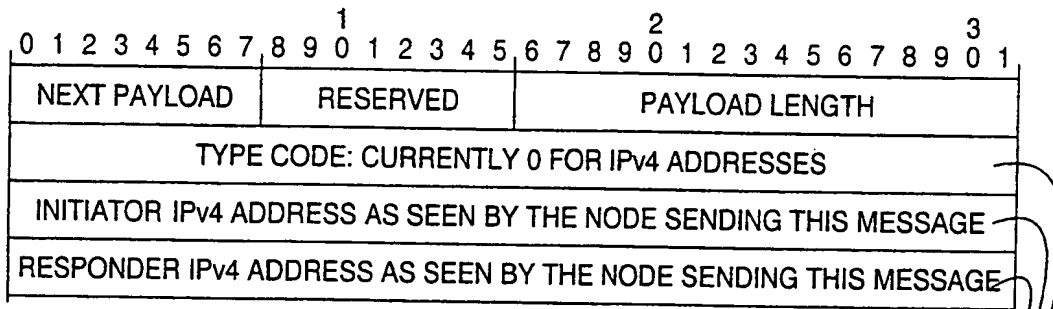 1 2 3
0 1 2 3 4 5 6 7 8 9 0 1 2 3 4 5 6 7 8 9 0 1 2 3 4 5 6 7 8 9 0 1
NEXT PAYLOAD RESERVED PAYLOAD LENGTH
TYPE CODE: CURRENTLY 0 FOR IPv4 ADDRESSES
INITIATOR IPv4 ADDRESS AS SEEN BY THE NODE SENDING THIS MESSAGE
RESPONDER IPv4 ADDRESS AS SEEN BY THE NODE SENDING THIS MESSAGE